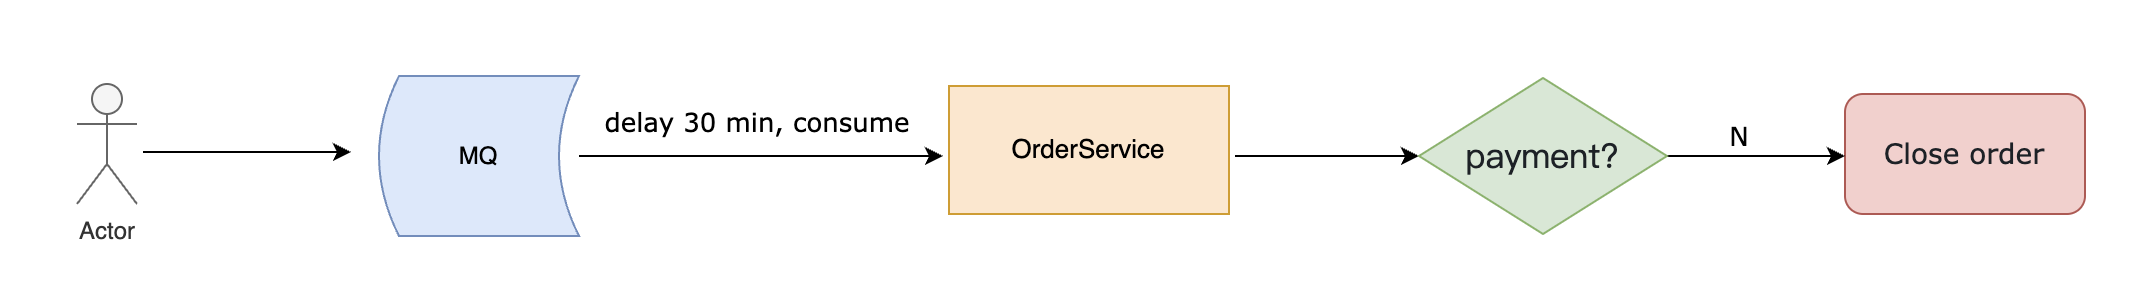 Actor
MQ
delay 30 min, consume
OrderService
payment?
N
Close order